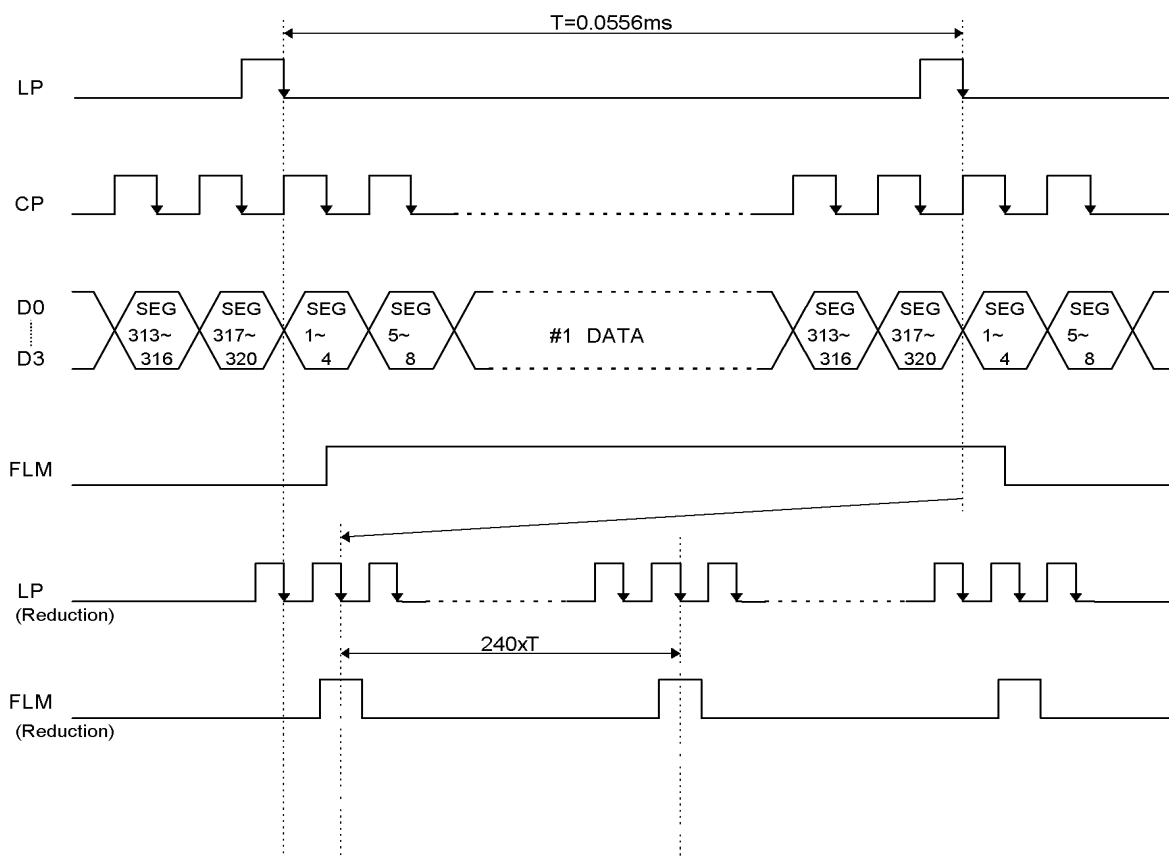 T=0.0556ms
LP
CP
D0
D3
SEG
313~
316
SEG
317~
320
SEG
1~
4
SEG
5~
8
#1 DATA
SEG
313~
316
SEG
317~
320
SEG
1~
4
SEG
5~
8
FLM
LP
(Reduction)
240xT
FLM
(Reduction)